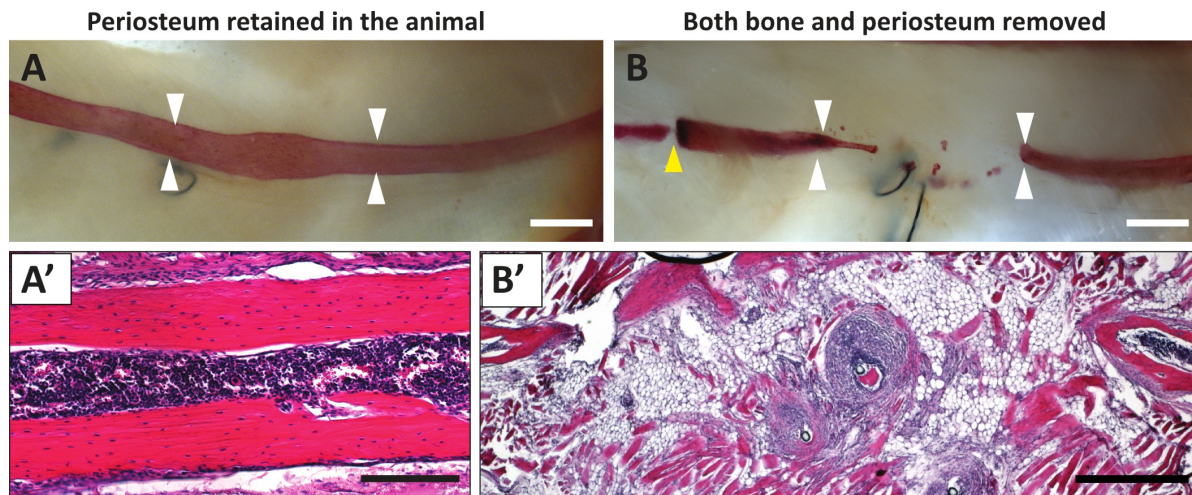 Periosteum retained in the animal
Both bone and periosteum removed
A
B
A’
B’